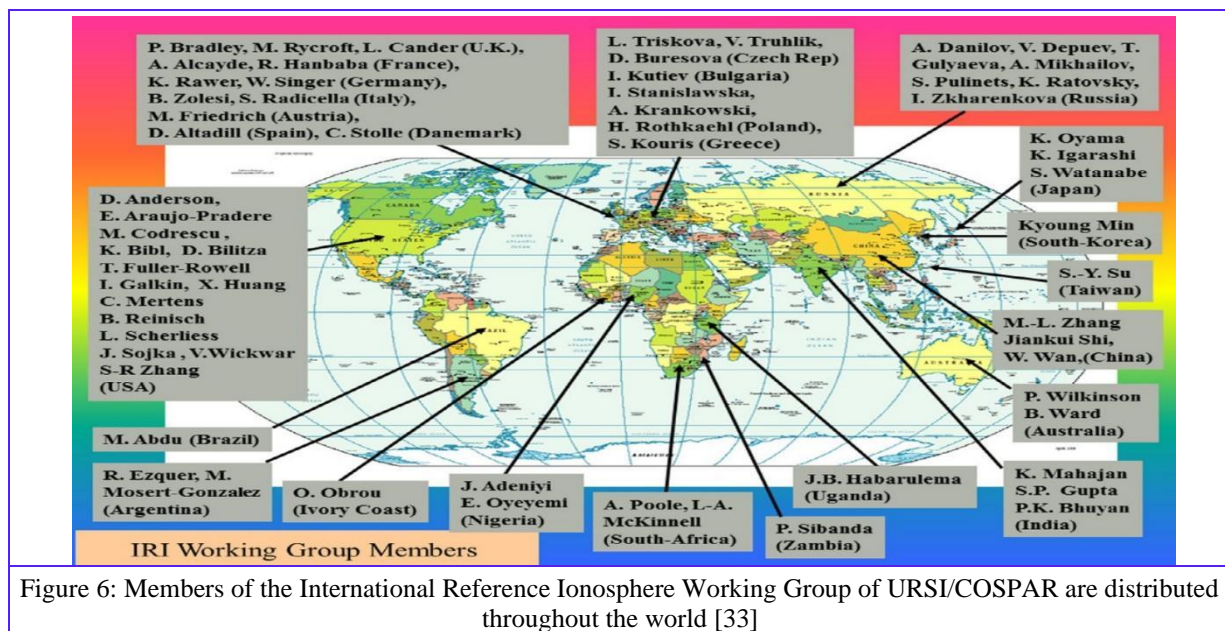 P. Bradley, M. Rycroft, L. Cander (U.K.),
A. Alcayde, R. Hanbaba (France),
K. Rawer, W. Singer (Germany),
B. Zolesi, S. Radicella (Italy),
M. Friedrich (Austria),
D. Altadill (Spain), C. Stolle (Danemark)
L. Triskova, V. Truhlik,
D. Buresova (Czech Rep)
I. Kutiev (Bulgaria)
I. Stanislawska,
A. Krankowski,
H. Rothkaehl (Poland),
S. Kouris (Greece)
A. Danilov, V. Depuev, T.
Gulyaeva, A. Mikhailov,
S. Pulinets, K. Ratovsky,
I. Zkharenkova (Russia)
K. Oyama
K. Igarashi
S. Watanabe
(Japan)
D. Anderson,
E. Araujo-Pradere
M. Codrescu ,
K. Bibl, D. Bilitza
T. Fuller-Rowell
I. Galkin, X. Huang
C. Mertens
B. Reinisch
L. Scherliess
J. Sojka , V.Wickwar
S-R Zhang
(USA)
Kyoung Min
(South-Korea)
S.-Y. Su
(Taiwan)
M.-L. Zhang
Jiankui Shi,
W. Wan,(China)
P. Wilkinson
B. Ward
(Australia)
CANADA
RUSSIA
CHINA
M. Abdu (Brazil)
R. Ezquer, M.
Mosert-Gonzalez
(Argentina)
O. Obrou
(Ivory Coast)
J. Adeniyi
E. Oyeyemi
(Nigeria)
A. Poole, L-A.
McKinnell
(South-Africa)
P. Sibanda
(Zambia)
J.B. Habarulema
(Uganda)
K. Mahajan
S.P. Gupta
P.K. Bhuyan
(India)
IRI Working Group Members
Figure 6: Members of the International Reference Ionosphere Working Group of URSI/COSPAR are distributed
throughout the world [33]